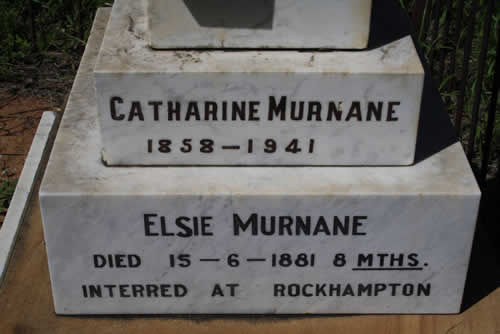 CATHARINE MURNANE
1858 – 1941
ELSIE MURNANE
DIED 15 – 6 – 1881 8 MTHS.
INTERRED AT ROCKHAMPTON